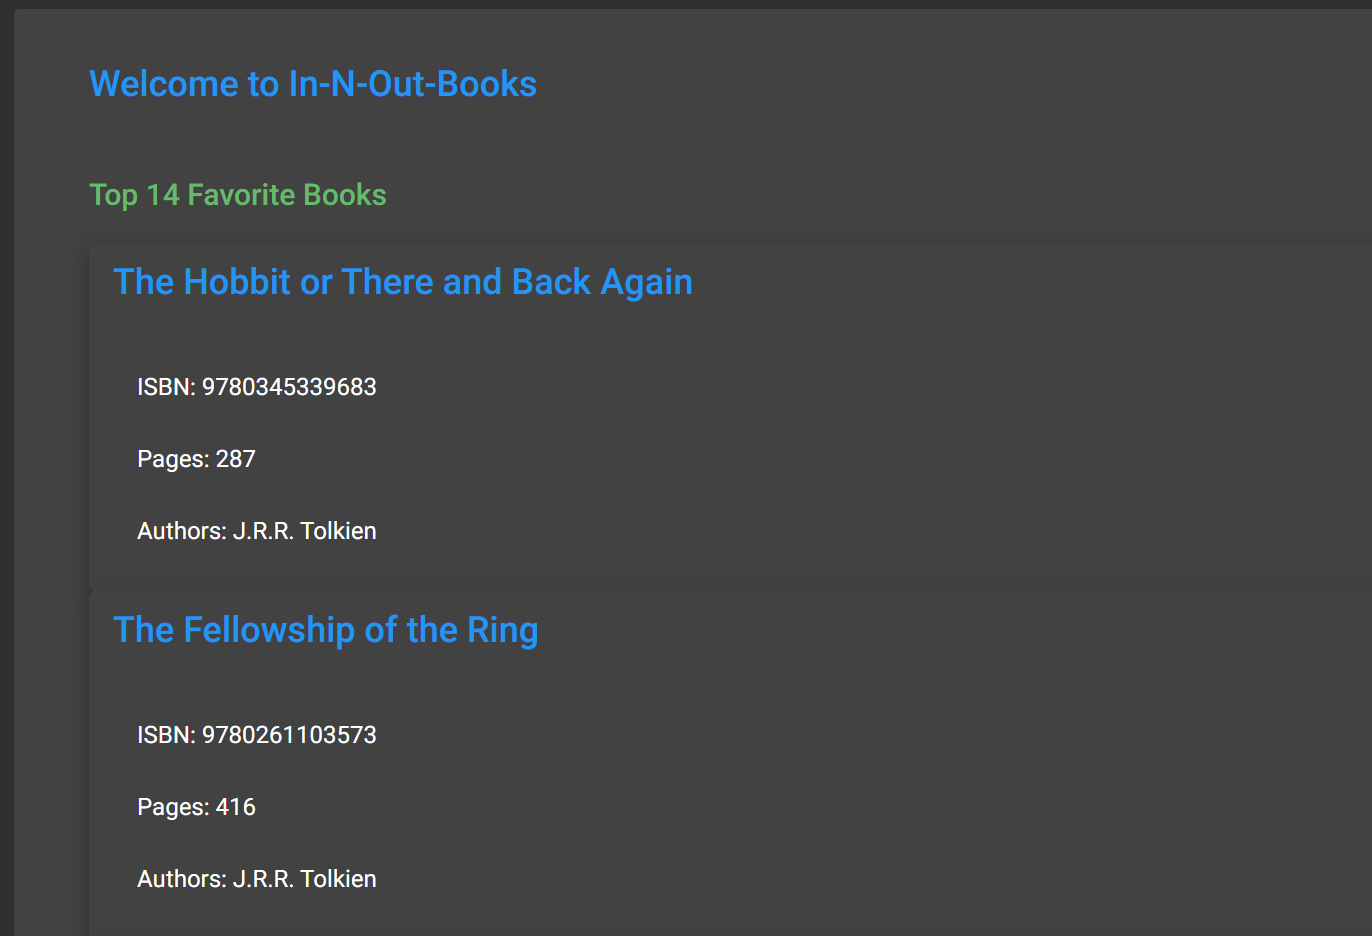 Welcome to In-N-Out-Books
Top 14 Favorite Books
The Hobbit or There and Back Again
ISBN: 9780345339683
Pages: 287
Authors: J.R.R. Tolkien
The Fellowship of the Ring
ISBN: 9780261103573
Pages: 416
Authors: J.R.R. Tolkien